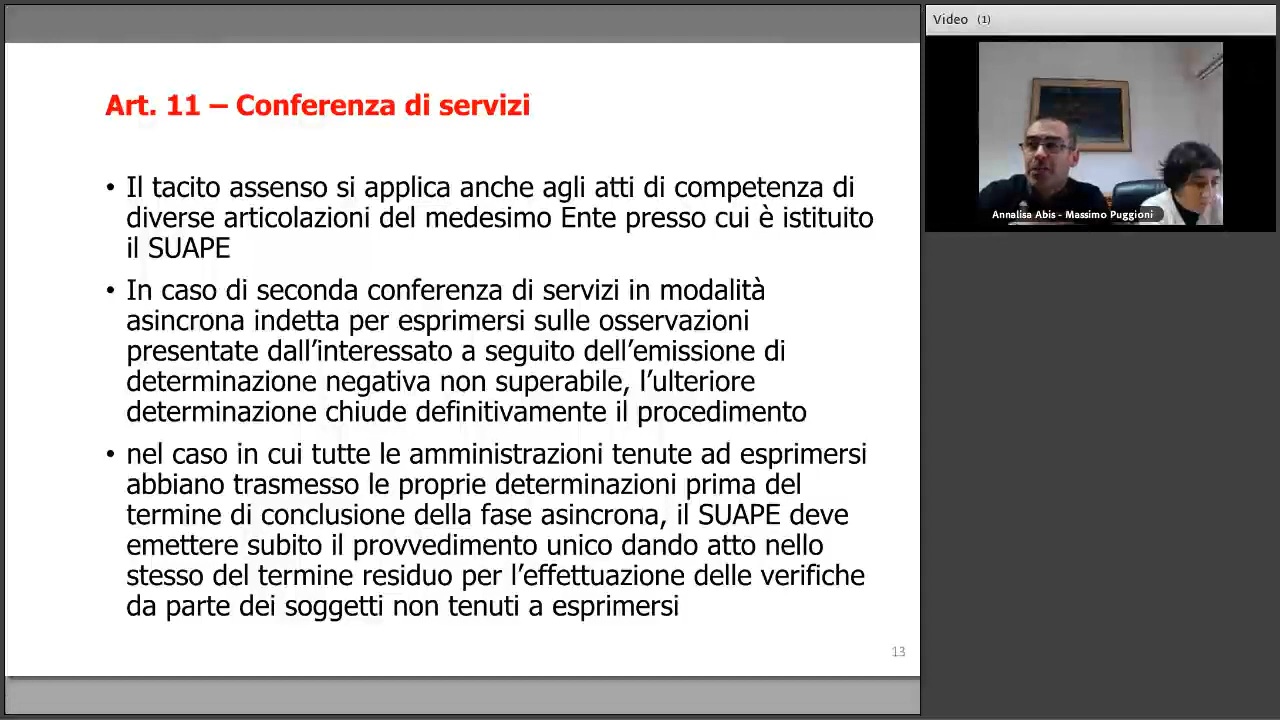 Art. 11 – Conferenza di servizi
• Il tacito assenso si applica anche agli atti di competenza di
diverse articolazioni del medesimo Ente presso cui è istituito
il SUAPE
• In caso di seconda conferenza di servizi in modalità
asincrona indetta per esprimersi sulle osservazioni
presentate dall’interessato a seguito dell’emissione di
determinazione negativa non superabile, l’ulteriore
determinazione chiude definitivamente il procedimento
• nel caso in cui tutte le amministrazioni tenute ad esprimersi
abbiano trasmesso le proprie determinazioni prima del
termine di conclusione della fase asincrona, il SUAPE deve
emettere subito il provvedimento unico dando atto nello
stesso del termine residuo per l’effettuazione delle verifiche
da parte dei soggetti non tenuti a esprimersi
13
Video (1)
Annalisa Abis - Massimo Puggioni